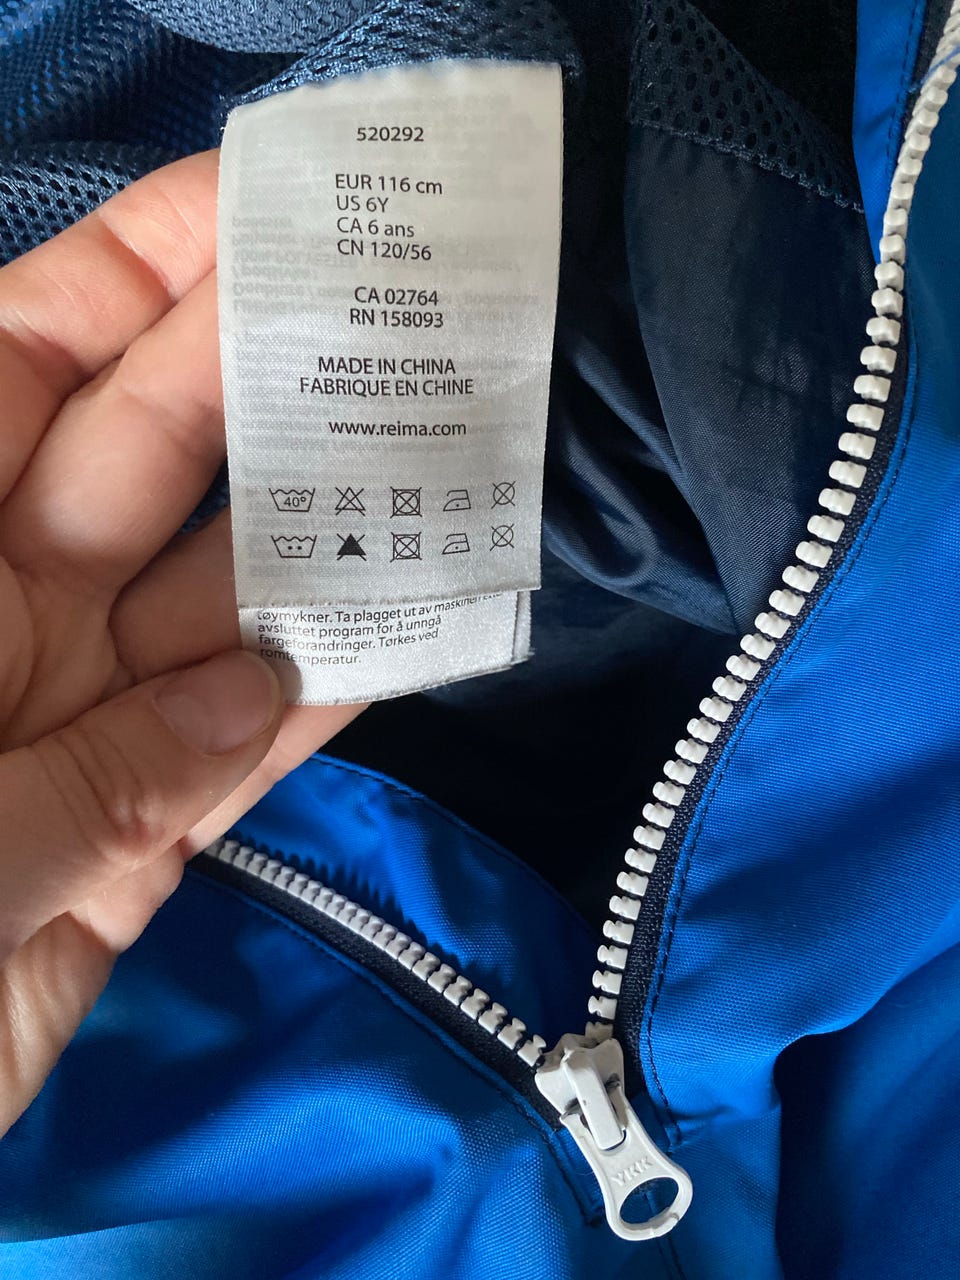 520292
EUR 116 cm
US 6Y
CA 6 ans
CN 120/56
CA 02764
RN 158093
MADE IN CHINA
FABRIQUE EN CHINE
www.reima.com
40°
tøymykner. Ta plagget ut av maskinen
avsluttet program for å unngå
fargeforandringer. Tørkes ved
romtemperatur.
YKK